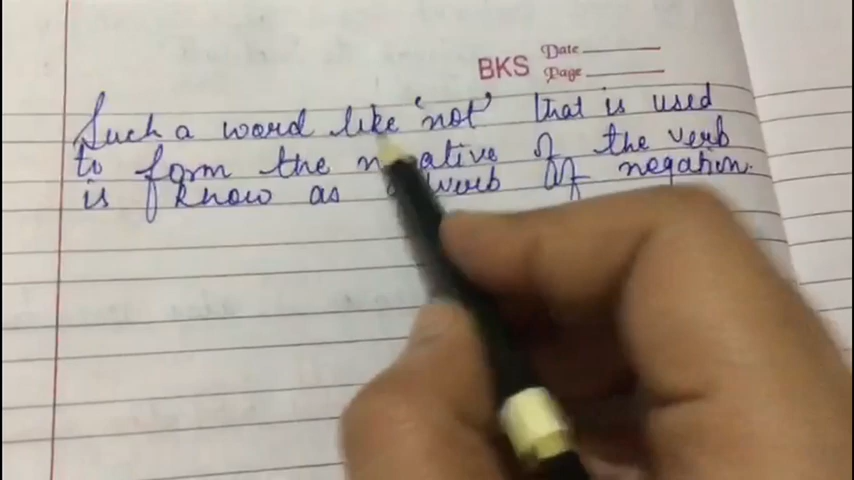 BKS Date
Page
Such a word like 'not' that is used
to form the of the verb
is know as of negation.